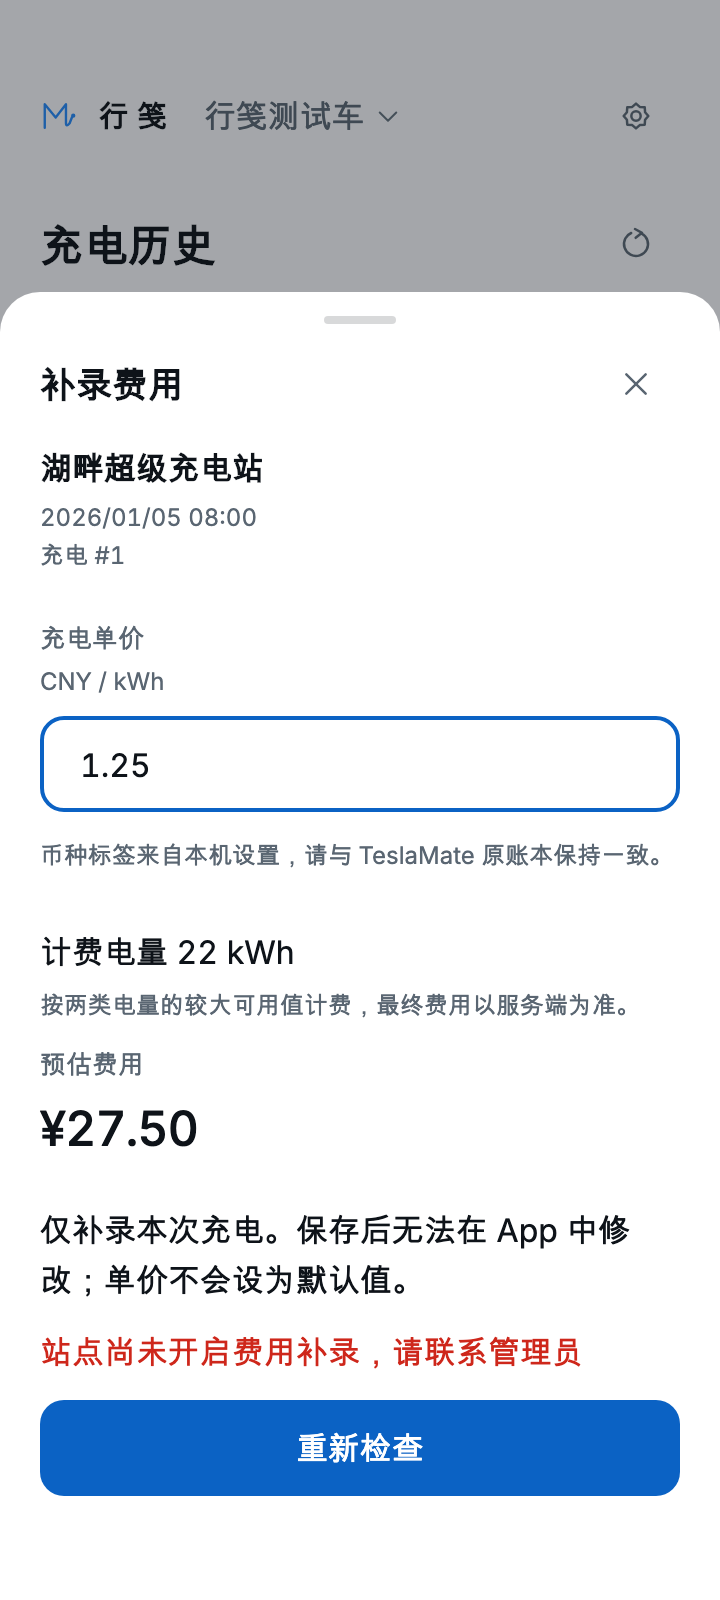 行笺 行笺测试车
充电历史
补录费用
湖畔超级充电站
2026/01/05 08:00
充电 #1
充电单价
CNY / kWh
1.25
币种标签来自本机设置，请与 TeslaMate 原账本保持一致。
计费电量 22 kWh
按两类电量的较大可用值计费，最终费用以服务端为准。
预估费用
¥27.50
仅补录本次充电。保存后无法在 App 中修
改；单价不会设为默认值。
站点尚未开启费用补录，请联系管理员
重新检查